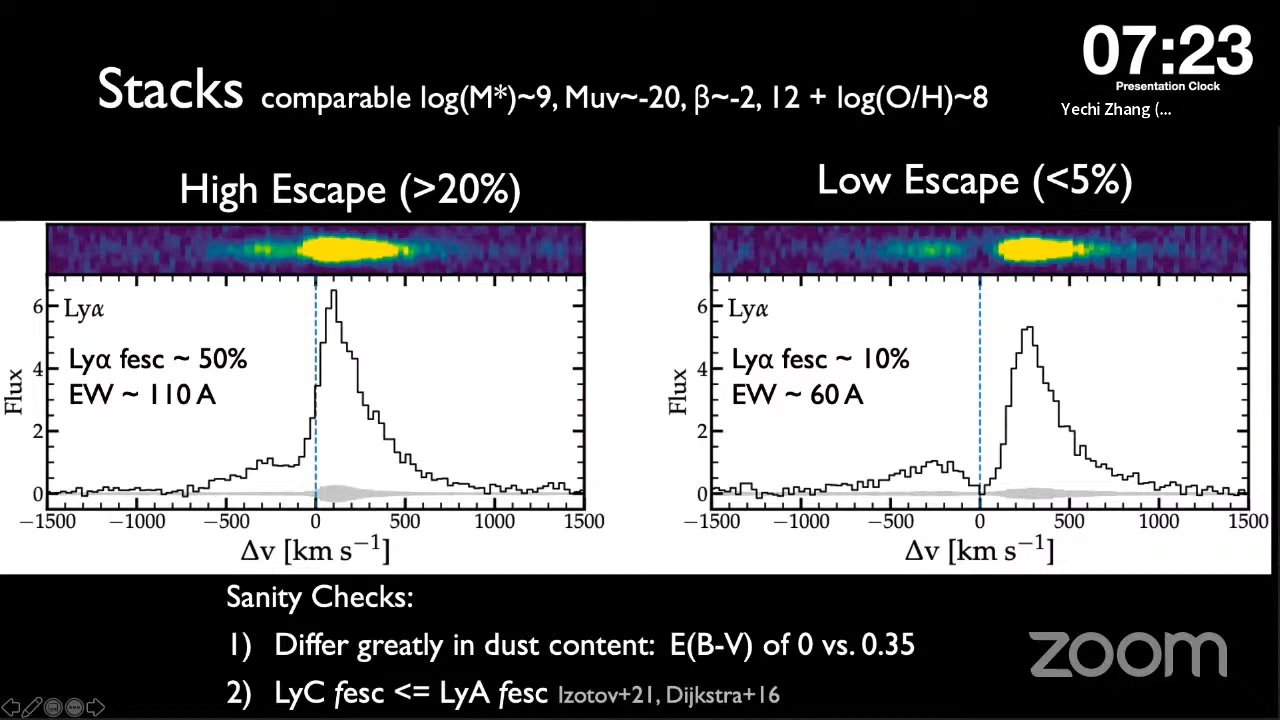 07:23
Presentation Clock
Yechi Zhang (...
Stacks comparable log(M*)~9, Muv~-20, β~-2, 12 + log(O/H)~8
High Escape (>20%)
Low Escape (<5%)
Lyα
Lyα fesc ~ 50%
EW ~ 110 A
Flux
6
4
2
0
−1500 −1000 −500 0 500 1000 1500
Δv [km s⁻¹]
Lyα
Lyα fesc ~ 10%
EW ~ 60 A
Flux
6
4
2
0
−1500 −1000 −500 0 500 1000 1500
Δv [km s⁻¹]
Sanity Checks:
1) Differ greatly in dust content: E(B-V) of 0 vs. 0.35
2) LyC fesc <= LyA fesc Izotov+21, Dijkstra+16
zoom